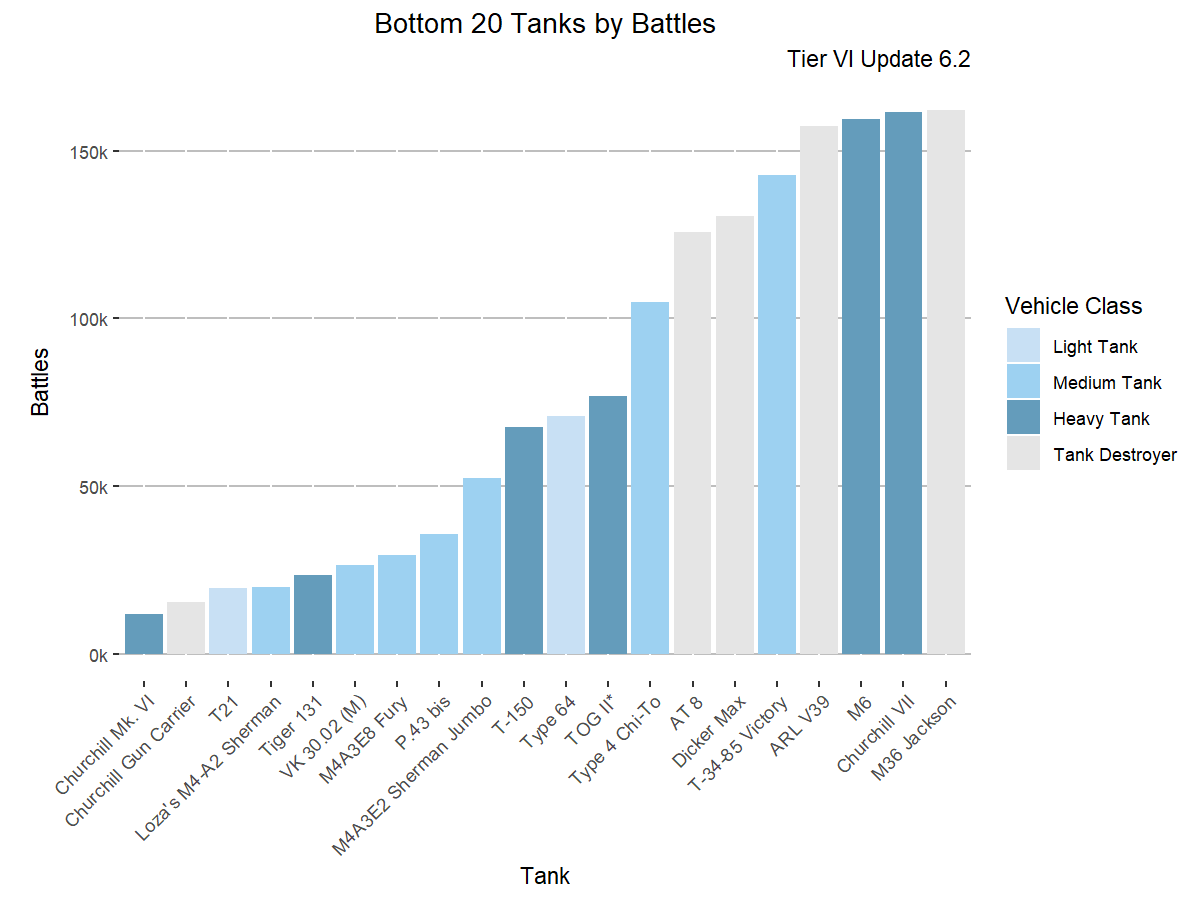 Bottom 20 Tanks by Battles
Tier VI Update 6.2
Battles
150k
100k
50k
0k
Churchill Mk. VI
Churchill Gun Carrier
T21
Loza's M4-A2 Sherman
Tiger 131
VK 30.02 (M)
M4A3E8 Fury
P.43 bis
M4A3E2 Sherman Jumbo
T-150
Type 64
TOG II*
Type 4 Chi-To
AT 8
Dicker Max
T-34-85 Victory
ARL V39
M6
Churchill VII
M36 Jackson
Tank
Vehicle Class
Light Tank
Medium Tank
Heavy Tank
Tank Destroyer